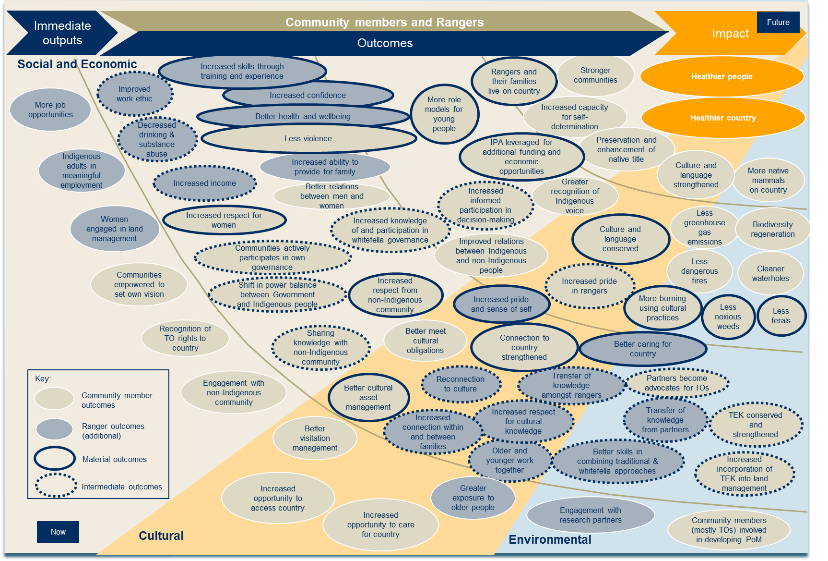 Immediate
outputs
Community members and Rangers
Outcomes
Impact
Future
Social and Economic
More job
opportunities
Improved
work ethic
Increased skills through
training and experience
Increased confidence
Better health and wellbeing
Less violence
Decreased
drinking &
substance
abuse
Indigenous
adults in
meaningful
employment
Increased income
Increased ability to
provide for family
Better relations
between men and
women
Women
engaged in land
management
Increased respect for
women
More role
models for
young
people
Rangers and
their families
live on country
Stronger
communities
Increased capacity
for self-
determination
IPA leveraged for
additional funding and
economic
opportunities
Preservation and
enhancement of
native title
Healthier people
Healthier country
Culture and
language
strengthened
More native
mammals
on country
Increased
informed
participation in
decision-making
Greater
recognition of
Indigenous
voice
Increased knowledge
of and participation in
whitefella governance
Communities actively
participates in own
governance
Improved relations
between Indigenous
and non-Indigenous
people
Culture and
language
conserved
Less
greenhouse
gas
emissions
Biodiversity
regeneration
Less
dangerous
fires
Cleaner
waterholes
Communities
empowered to
set own vision
Shift in power balance
between Government
and Indigenous people
Increased
respect from
non-Indigenous
community
Increased pride
and sense of self
Increased pride
in rangers
More burning
using cultural
practices
Less
noxious
weeds
Less
ferals
Recognition of
TO rights to
country
Sharing
knowledge with
non-Indigenous
community
Better meet
cultural
obligations
Connection to
country
strengthened
Better caring for
country
Engagement with
non-Indigenous
community
Better cultural
asset
management
Reconnection
to culture
Transfer of
knowledge
amongst rangers
Partners become
advocates for TOs
Key:
Community member
outcomes
Ranger outcomes
(additional)
Material outcomes
Intermediate outcomes
Better
visitation
management
Increased
connection within
and between
families
Increased respect
for cultural
knowledge
Transfer of
knowledge
from partners
TEK conserved
and
strengthened
Older and
younger work
together
Better skills in
combining traditional &
whitefella approaches
Increased
incorporation of
TEK into land
management
Increased
opportunity to
access country
Greater
exposure to
older people
Increased
opportunity to care
for country
Engagement with
research partners
Community members
(mostly TOs) involved
in developing PoM
Now
Cultural
Environmental